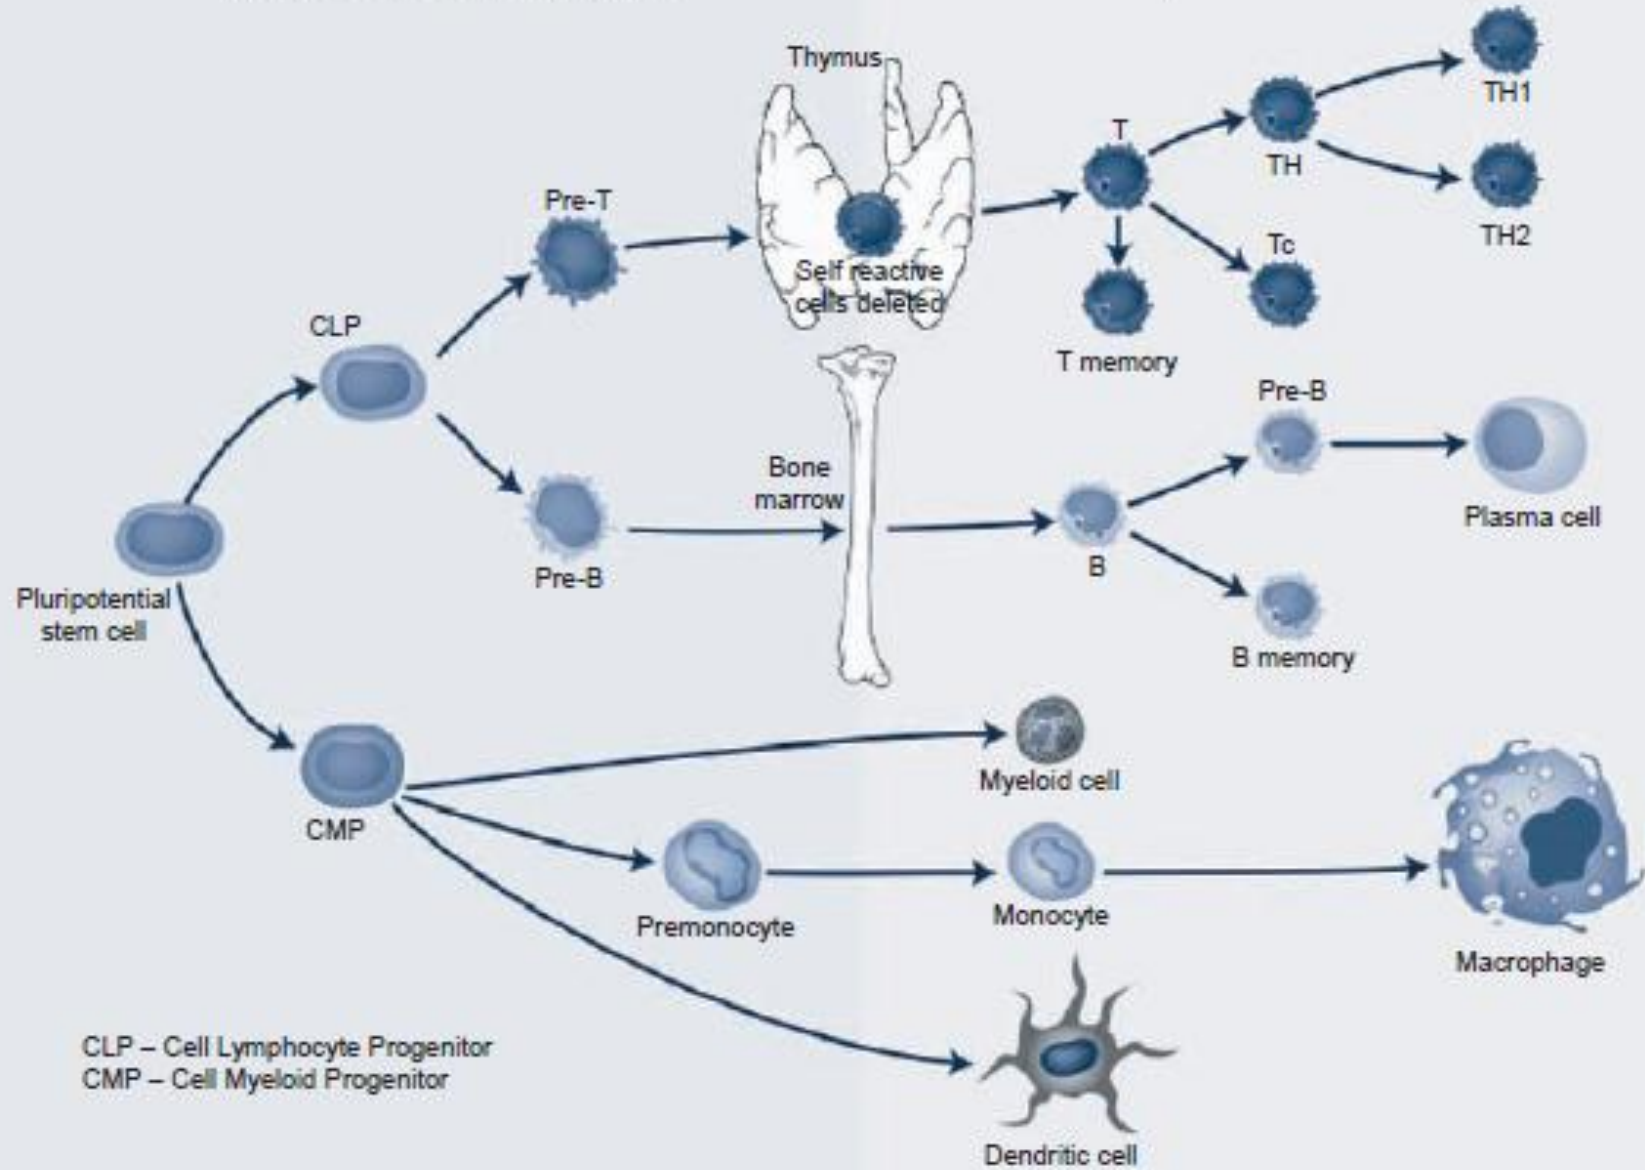 Thymus
TH1
T
TH
Pre-T
TH2
Tc
Self reactive
cells deleted
CLP
T memory
Pre-B
Bone
marrow
Plasma cell
B
Pre-B
Pluripotential
stem cell
B memory
Myeloid cell
CMP
Premonocyte
Monocyte
Macrophage
CLP – Cell Lymphocyte Progenitor
CMP – Cell Myeloid Progenitor
Dendritic cell